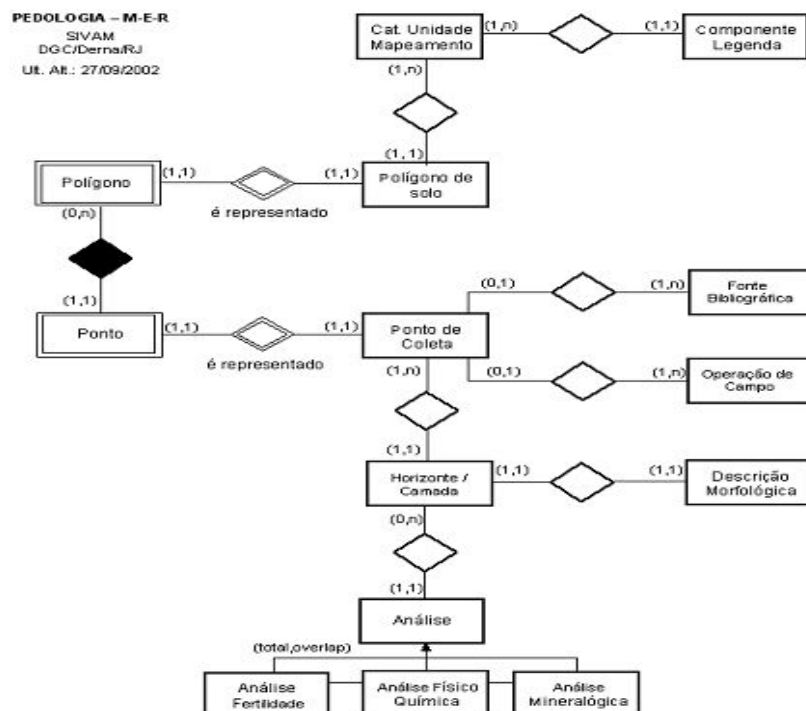 PEDOLOGIA – M-E-R
SIVAM
DGC/Derna/RJ
Ult. Alt.: 27/09/2002
Cat. Unidade
Mapeamento
(1,n)
(1,1)
Componente
Legenda
(1,n)
(1,1)
Polígono
(1,1)
é representado
(1,1)
Polígono de
solo
(0,n)
(1,1)
Ponto
(1,1)
é representado
(1,1)
Ponto de
Coleta
(0,1)
(1,n)
Fonte
Bibliográfica
(0,1)
(1,n)
Operação de
Campo
(1,n)
(1,1)
Horizonte /
Camada
(1,1)
(1,1)
Descrição
Morfológica
(0,n)
(1,1)
Análise
(total,overlap)
Análise
Fertilidade
Análise Físico
Química
Análise
Mineralógica